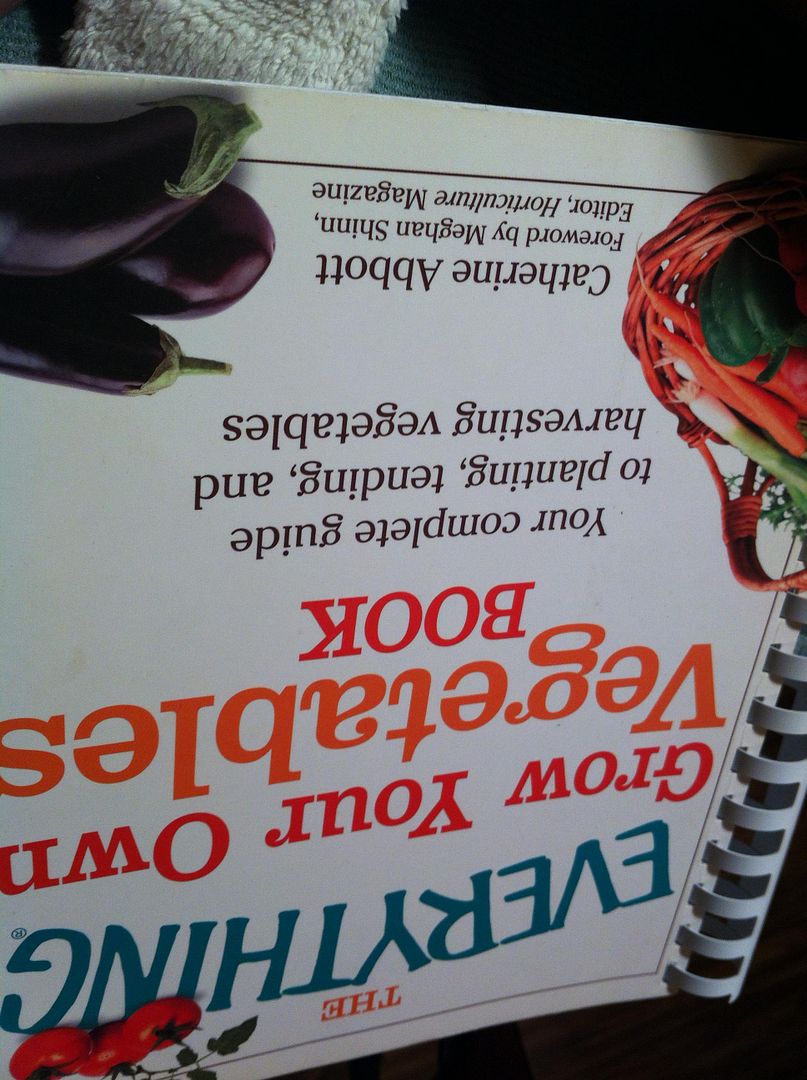 THE
EVERYTHING®
Grow Your Own
Vegetables
BOOK
Your complete guide
to planting, tending, and
harvesting vegetables
Catherine Abbott
Foreword by Meghan Shinn,
Editor, Horticulture Magazine